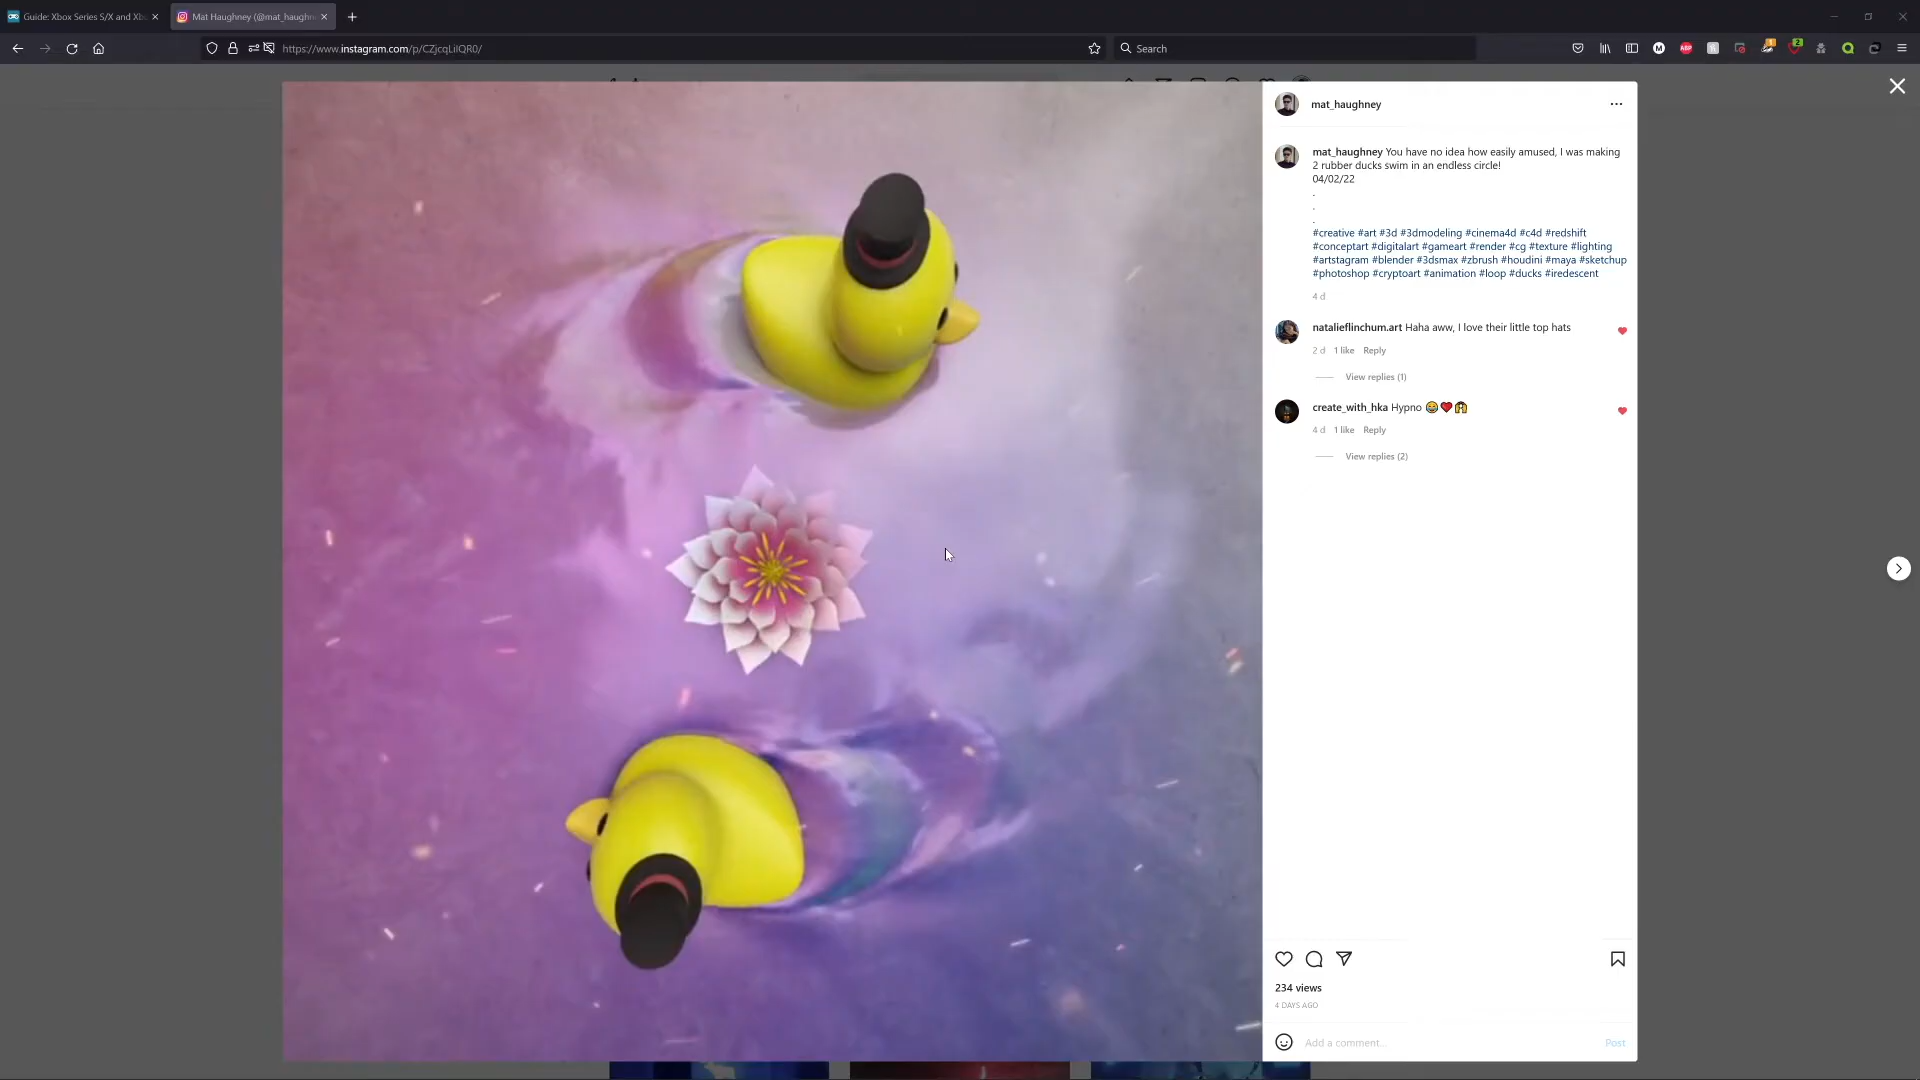 Guide: Xbox Series S/X and Xb
Mat Haughney (@mat_haughn
https://www.instagram.com/p/CZjcqLiIQR0/
Search
mat_haughney
mat_haughney You have no idea how easily amused, I was making
2 rubber ducks swim in an endless circle!
04/02/22
.
.
.
#creative #art #3d #3dmodeling #cinema4d #c4d #redshift
#conceptart #digitalart #gameart #render #cg #texture #lighting
#artstagram #blender #3dsmax #zbrush #houdini #maya #sketchup
#photoshop #cryptoart #animation #loop #ducks #iredescent
4 d
natalieflinchum.art Haha aww, I love their little top hats
2 d 1 like Reply
View replies (1)
create_with_hka Hypno 😂❤️🙌
4 d 1 like Reply
View replies (2)
234 views
4 DAYS AGO
Add a comment...
Post